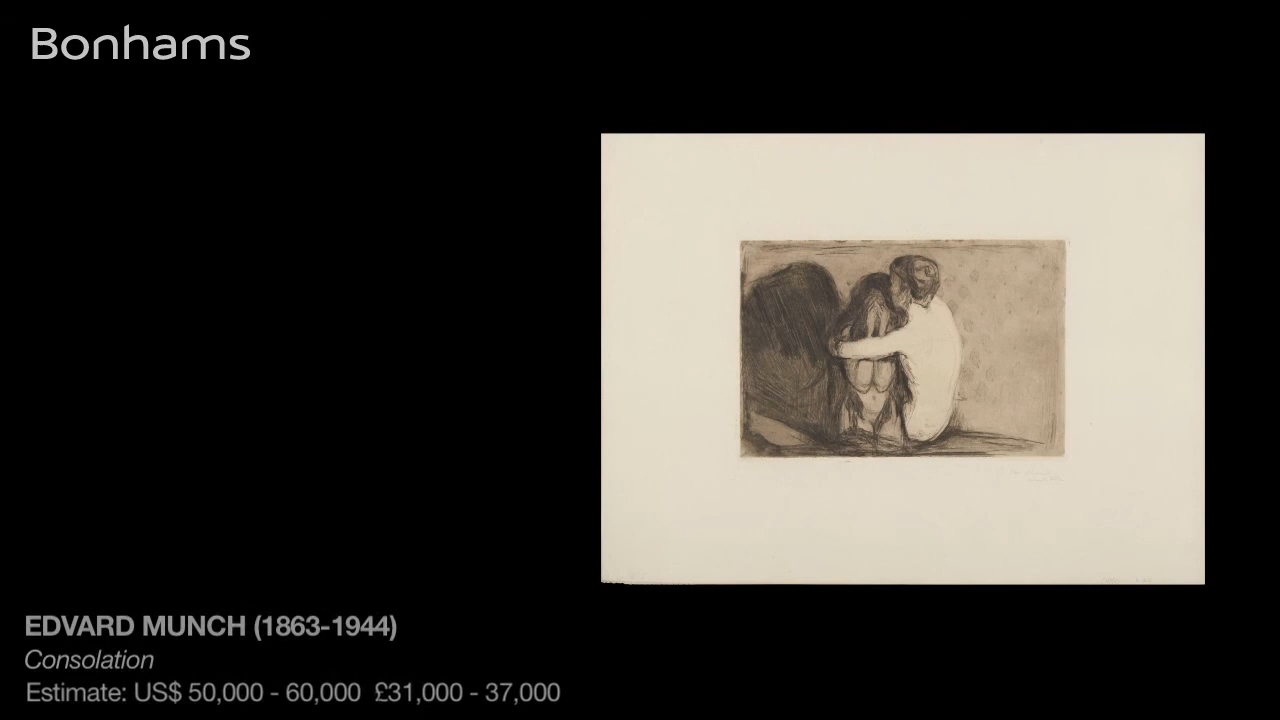 Bonhams
EDVARD MUNCH (1863-1944)
Consolation
Estimate: US$ 50,000 - 60,000 £31,000 - 37,000